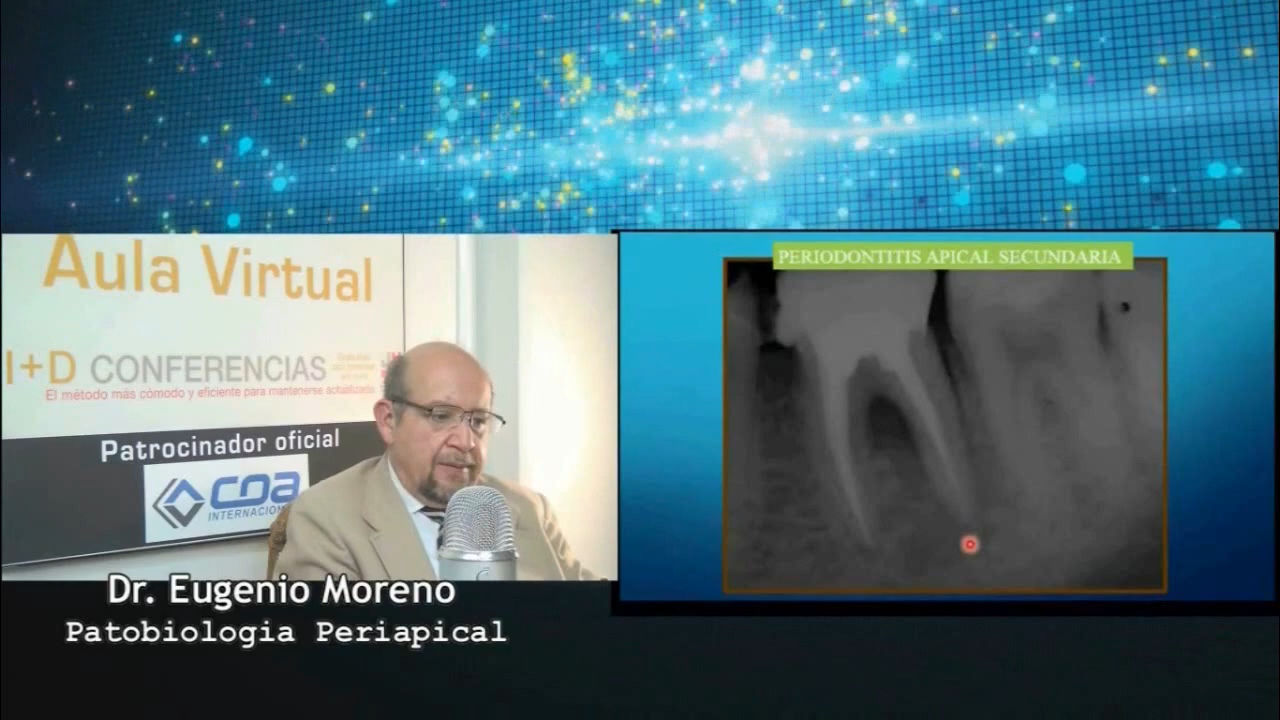 Aula Virtual
I+D CONFERENCIAS
El método más cómodo y eficiente para mantenerse actualizado
Patrocinador oficial
COA
INTERNACION
Dr. Eugenio Moreno
Patobiologia Periapical
PERIODONTITIS APICAL SECUNDARIA